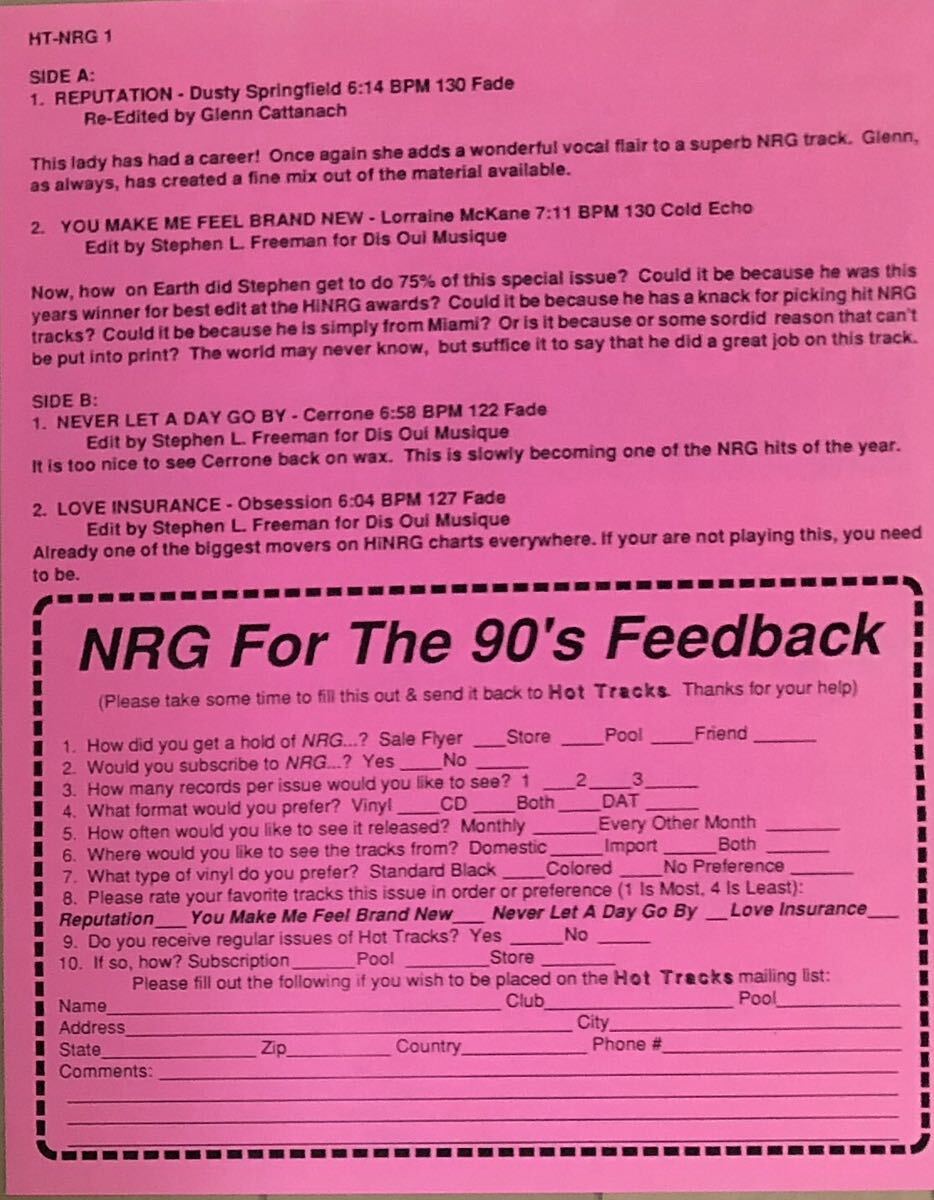 HT-NRG 1
SIDE A:
1. REPUTATION - Dusty Springfield 6:14 BPM 130 Fade
Re-Edited by Glenn Cattanach
This lady has had a career! Once again she adds a wonderful vocal flair to a superb NRG track. Glenn,
as always, has created a fine mix out of the material available.
2. YOU MAKE ME FEEL BRAND NEW - Lorraine McKane 7:11 BPM 130 Cold Echo
Edit by Stephen L. Freeman for Dis Oui Musique
Now, how on Earth did Stephen get to do 75% of this special issue? Could it be because he was this
years winner for best edit at the HiNRG awards? Could it be because he has a knack for picking hit NRG
tracks? Could it be because he is simply from Miami? Or is it because or some sordid reason that can't
be put into print? The world may never know, but suffice it to say that he did a great job on this track.
SIDE B:
1. NEVER LET A DAY GO BY - Cerrone 6:58 BPM 122 Fade
Edit by Stephen L. Freeman for Dis Oui Musique
It is too nice to see Cerrone back on wax. This is slowly becoming one of the NRG hits of the year.
2. LOVE INSURANCE - Obsession 6:04 BPM 127 Fade
Edit by Stephen L. Freeman for Dis Oui Musique
Already one of the biggest movers on HiNRG charts everywhere. If your are not playing this, you need
to be.
NRG For The 90's Feedback
(Please take some time to fill this out & send it back to Hot Tracks. Thanks for your help)
1. How did you get a hold of NRG...? Sale Flyer ___Store ____Pool ____Friend ______
2. Would you subscribe to NRG...? Yes ____No _____
3. How many records per issue would you like to see? 1 ___2____3_____
4. What format would you prefer? Vinyl ____CD ____Both ____DAT _____
5. How often would you like to see it released? Monthly ______Every Other Month _______
6. Where would you like to see the tracks from? Domestic _____Import _____Both ______
7. What type of vinyl do you prefer? Standard Black ____Colored ____No Preference ______
8. Please rate your favorite tracks this issue in order or preference (1 Is Most, 4 Is Least):
Reputation___ You Make Me Feel Brand New___ Never Let A Day Go By __Love Insurance___
9. Do you receive regular issues of Hot Tracks? Yes _____No _____
10. If so, how? Subscription______Pool ________Store _______
Please fill out the following if you wish to be placed on the Hot Tracks mailing list:
Name______________________________Club______________Pool__________
Address__________________________________City______________________
State______________Zip_________Country___________Phone #__________________
Comments: ____________________________________________________